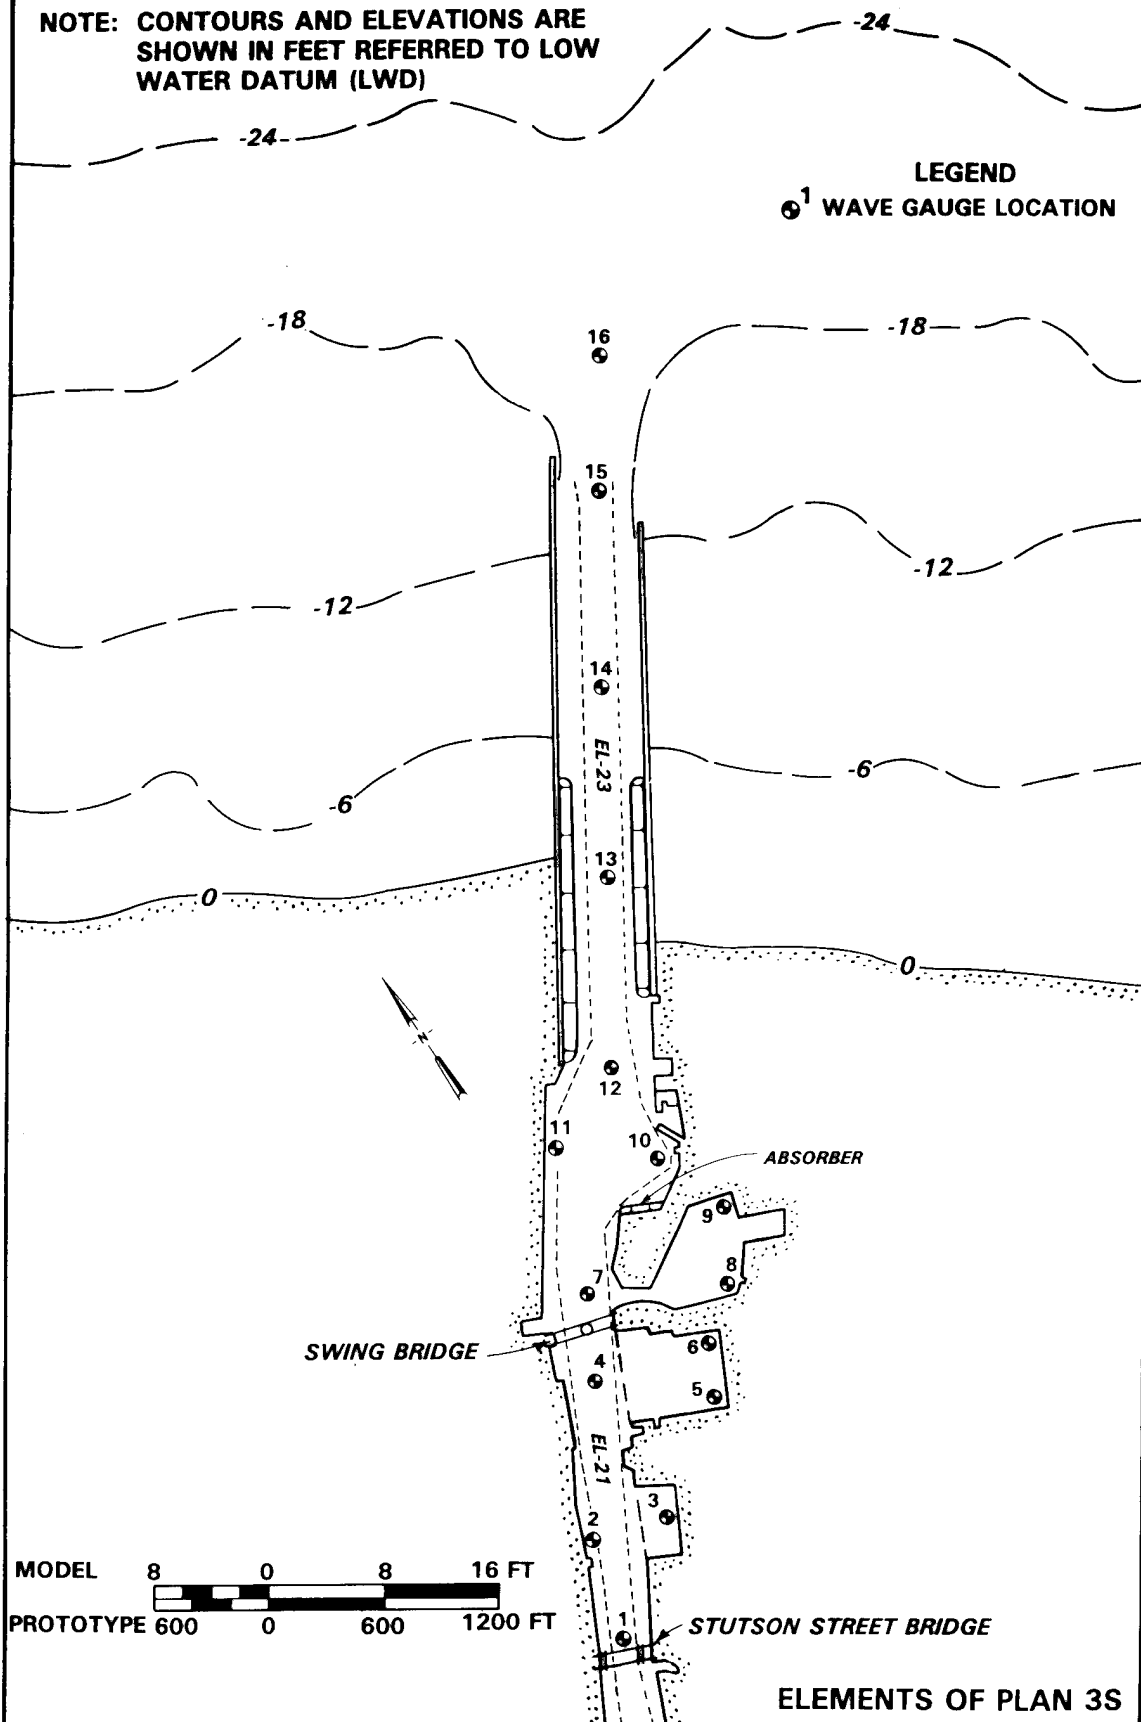 NOTE: CONTOURS AND ELEVATIONS ARE
SHOWN IN FEET REFERRED TO LOW
WATER DATUM (LWD)
-24
-24
LEGEND
1 WAVE GAUGE LOCATION
-18
16
-18
15
-12
-12
14
EL-23
-6
-6
13
0
0
N
12
11
10
ABSORBER
9
8
7
SWING BRIDGE
6
4
5
EL-21
3
2
MODEL 8 0 8 16 FT
PROTOTYPE 600 0 600 1200 FT
1
STUTSON STREET BRIDGE
ELEMENTS OF PLAN 3S